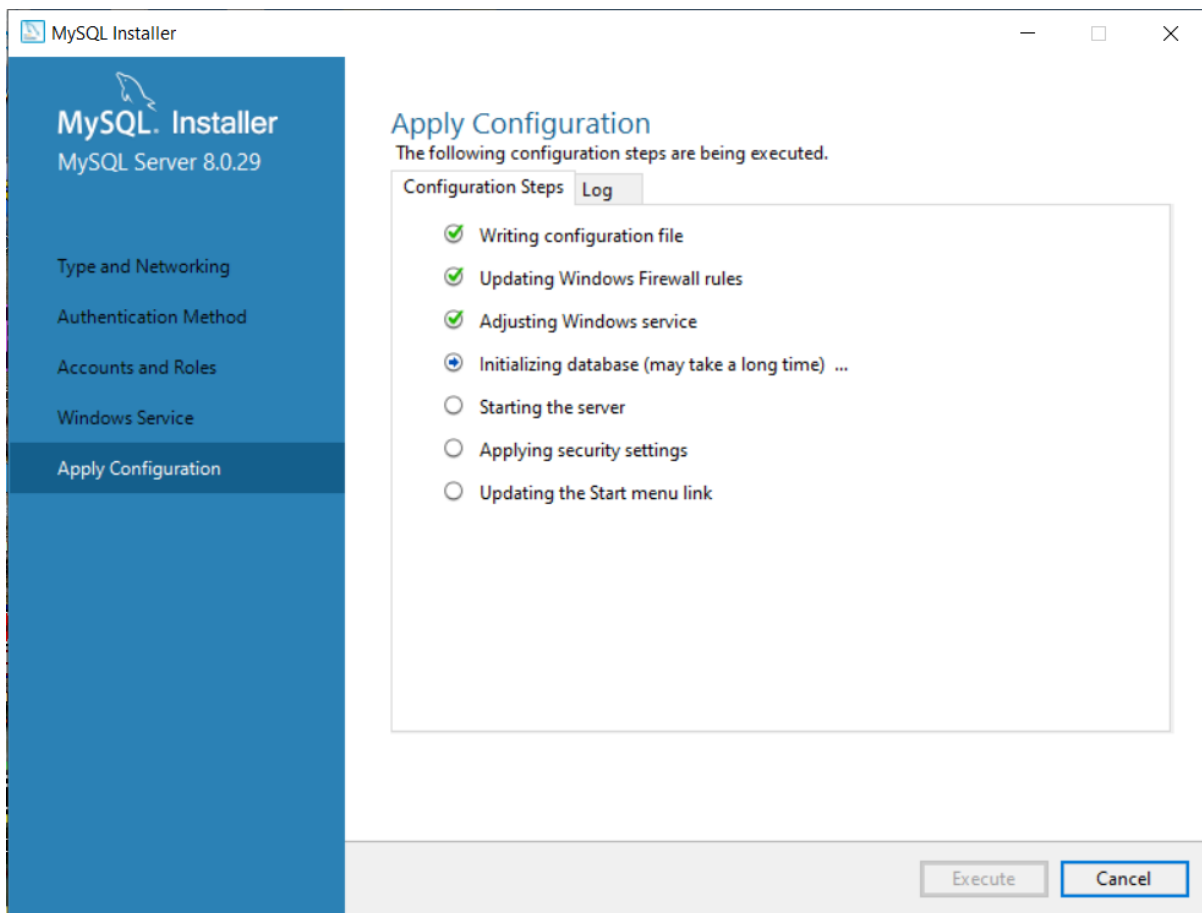 MySQL Installer
MySQL. Installer
MySQL Server 8.0.29
Type and Networking
Authentication Method
Accounts and Roles
Windows Service
Apply Configuration
Apply Configuration
The following configuration steps are being executed.
Configuration Steps
Log
Writing configuration file
Updating Windows Firewall rules
Adjusting Windows service
Initializing database (may take a long time) ...
Starting the server
Applying security settings
Updating the Start menu link
Execute
Cancel